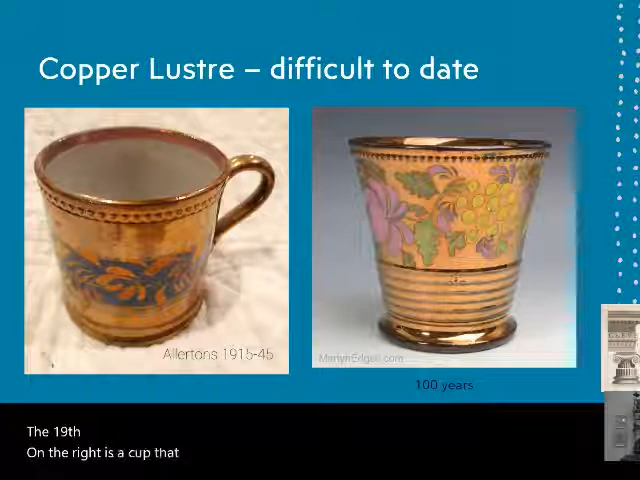 Copper Lustre – difficult to date
Allertons 1915-45
MartynEdgell.com
100 years
The 19th
On the right is a cup that